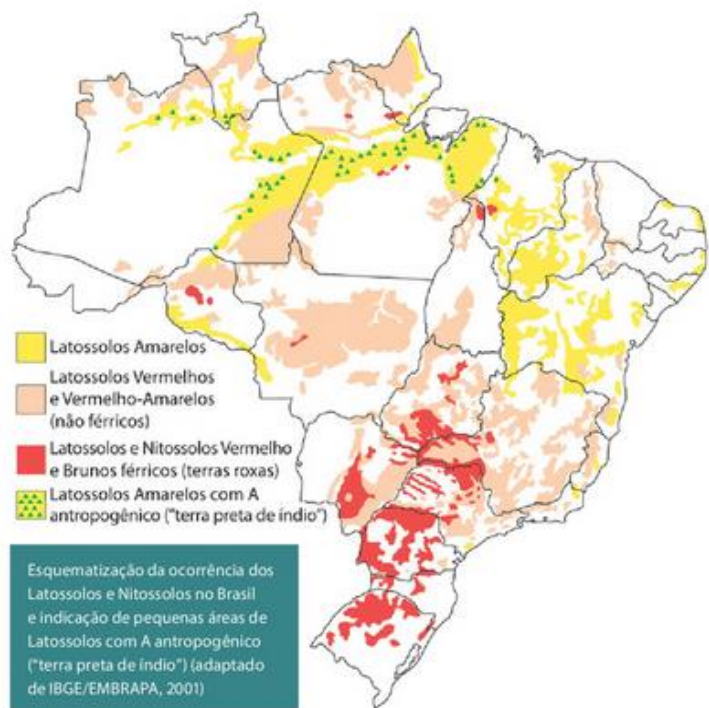 Latossolos Amarelos
Latossolos Vermelhos
e Vermelho-Amarelos
(não férricos)
Latossolos e Nitossolos Vermelho
e Brunos férricos (terras roxas)
Latossolos Amarelos com A
antropogênico ("terra preta de índio")
Esquematização da ocorrência dos
Latossolos e Nitossolos no Brasil
e indicação de pequenas áreas de
Latossolos com A antropogênico
("terra preta de índio") (adaptado
de IBGE/EMBRAPA, 2001)